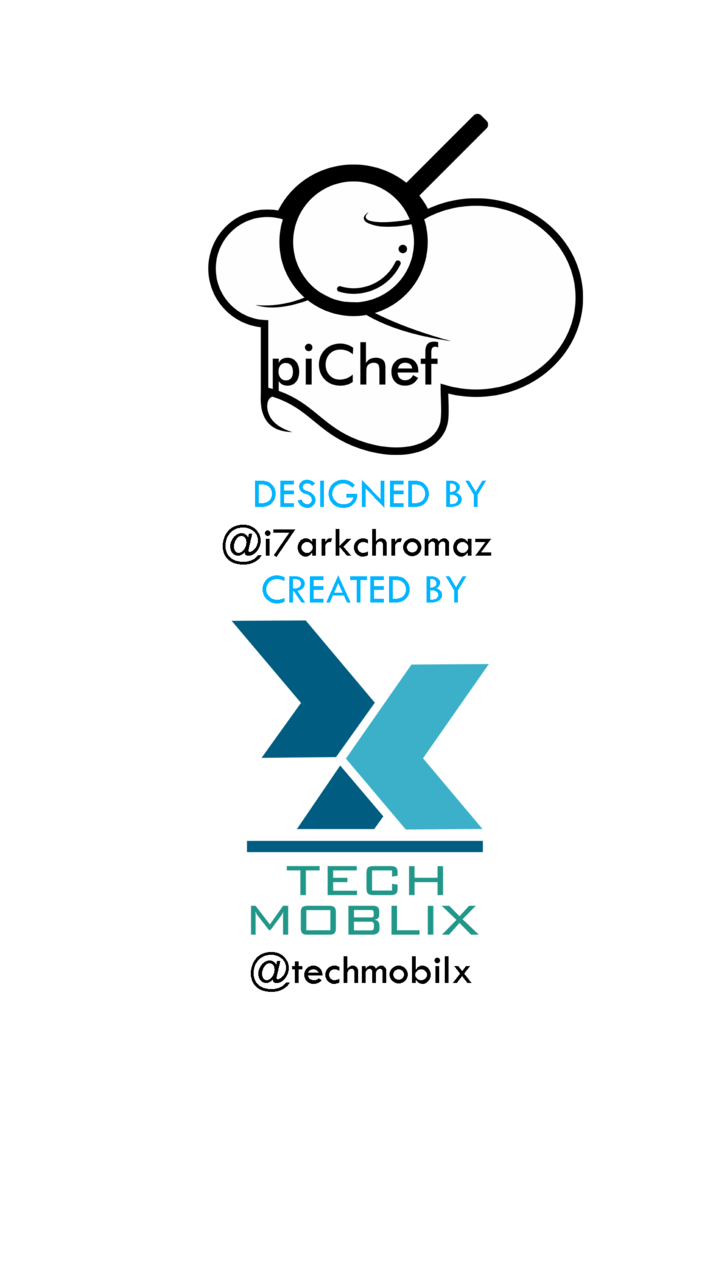 piChef
DESIGNED BY
@i7arkchromaz
CREATED BY
TECH
MOBLIX
@techmobilx